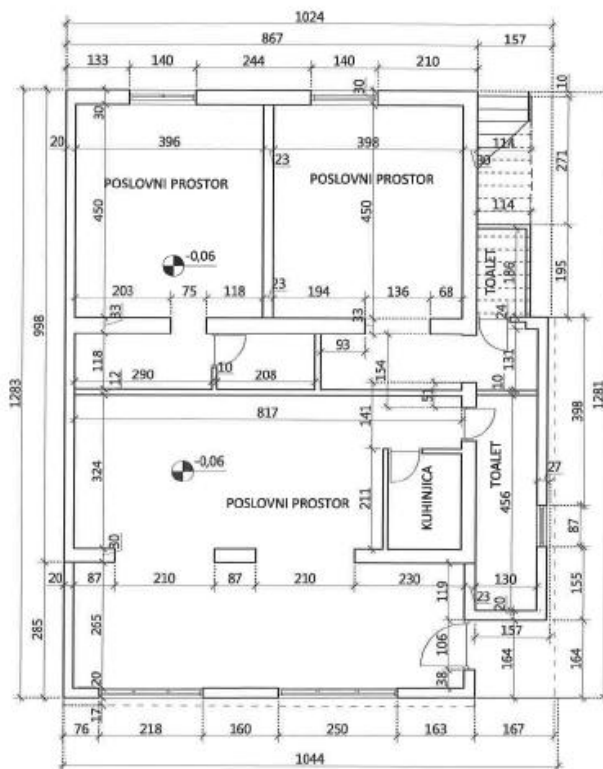 1024
867 157
133 140 244 140 210
30 30 10
20 396 23 398 30 114 271
POSLOVNI PROSTOR POSLOVNI PROSTOR
450 450 114
-0,06
TOALET 186 195
203 75 118 23 194 136 68
33 33 24
998 1283 1281
118 12 290 10 208 93 154 51 10 131
817 141 398
324 -0,06
POSLOVNI PROSTOR
211 KUHINJICA TOALET 456 27 87
30
20 87 210 87 210 230 119 23 130 155
20 157
285 265 106 164 164
20 38
17
76 218 160 250 163 167
1044